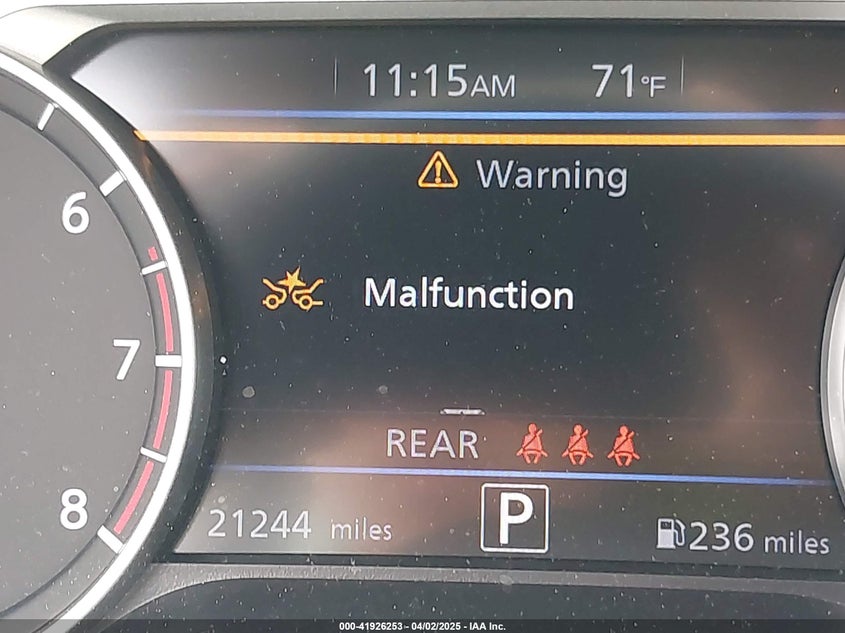 11:15AM 71°F
Warning
6
Malfunction
7
REAR
8
21244 miles P 236 miles
000-41926253 - 04/02/2025 - IAA Inc.